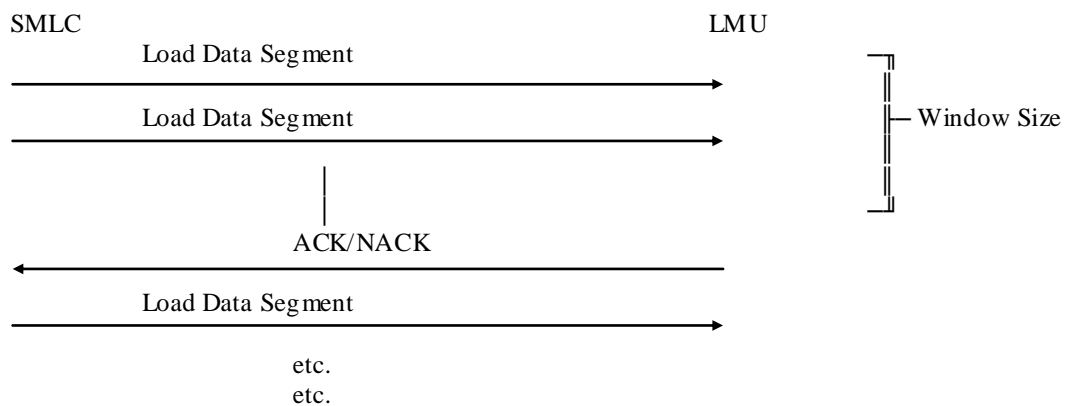 SMLC LMU
Load Data Segment
Load Data Segment
Window Size
ACK/NACK
Load Data Segment
etc.
etc.